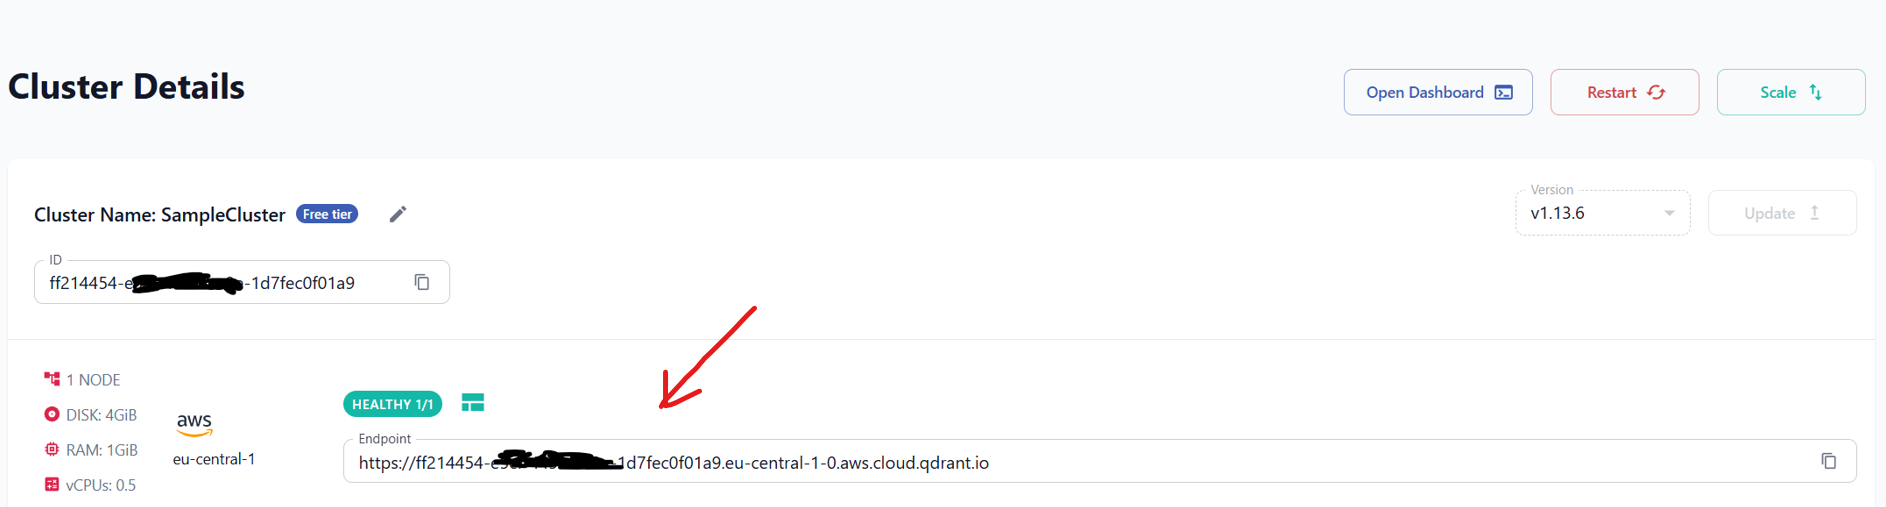 Cluster Details
Open Dashboard
Restart
Scale
Cluster Name: SampleCluster
Free tier
Version
v1.13.6
Update
ID
ff214454-e -1d7fec0f01a9
1 NODE
DISK: 4GiB
RAM: 1GiB
vCPUs: 0.5
aws
eu-central-1
HEALTHY 1/1
Endpoint
https://ff214454- 1d7fec0f01a9.eu-central-1-0.aws.cloud.qdrant.io